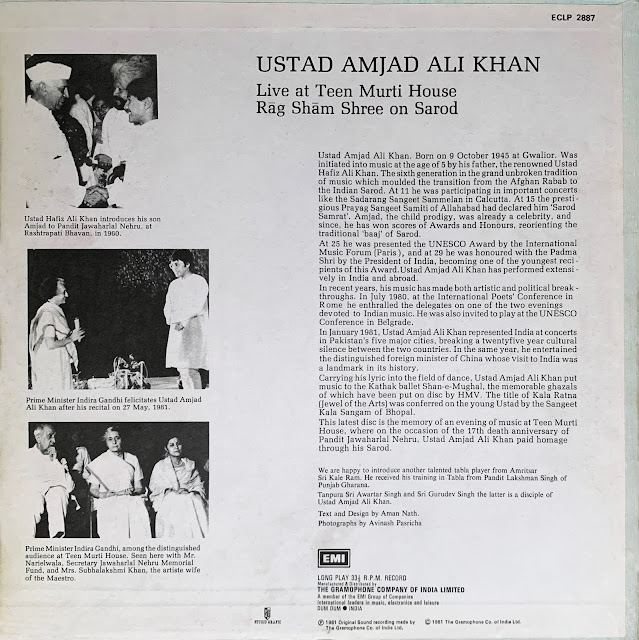 ECLP 2887
USTAD AMJAD ALI KHAN
Live at Teen Murti House
Rāg Shām Shree on Sarod
Ustad Hafiz Ali Khan introduces his son
Amjad to Pandit Jawaharlal Nehru, at
Rashtrapati Bhavan, in 1960.
Prime Minister Indira Gandhi felicitates Ustad Amjad
Ali Khan after his recital on 27 May, 1981.
Prime Minister Indira Gandhi, among the distinguished
audience at Teen Murti House. Seen here with Mr.
Narielwala, Secretary Jawaharlal Nehru Memorial
Fund, and Mrs. Subhalakshmi Khan, the artiste wife
of the Maestro.
Ustad Amjad Ali Khan. Born on 9 October 1945 at Gwalior. Was
initiated into music at the age of 5 by his father, the renowned Ustad
Hafiz Ali Khan. The sixth generation in the grand unbroken tradition
of music which moulded the transition from the Afghan Rabab to
the Indian Sarod. At 11 he was participating in important concerts
like the Sadarang Sangeet Sammelan in Calcutta. At 15 the presti-
gious Prayag Sangeet Samiti of Allahabad had declared him 'Sarod
Samrat'. Amjad, the child prodigy, was already a celebrity, and
since, he has won scores of Awards and Honours, reorienting the
traditional 'baaj' of Sarod.
At 25 he was presented the UNESCO Award by the International
Music Forum (Paris), and at 29 he was honoured with the Padma
Shri by the President of India, becoming one of the youngest reci-
pients of this Award.Ustad Amjad Ali Khan has performed extensi-
vely in India and abroad.
In recent years, his music has made both artistic and political break-
throughs. In July 1980, at the International Poets' Conference in
Rome he enthralled the delegates on one of the two evenings
devoted to Indian music. He was also invited to play at the UNESCO
Conference in Belgrade.
In January 1981, Ustad Amjad Ali Khan represented India at concerts
in Pakistan's five major cities, breaking a twentyfive year cultural
silence between the two countries. In the same year, he entertained
the distinguished foreign minister of China whose visit to India was
a landmark in its history.
Carrying his lyric into the field of dance, Ustad Amjad Ali Khan put
music to the Kathak ballet Shan-e-Mughal, the memorable ghazals
of which have been put on disc by HMV. The title of Kala Ratna
(Jewel of the Arts) was conferred on the young Ustad by the Sangeet
Kala Sangam of Bhopal.
This latest disc is the memory of an evening of music at Teen Murti
House, where on the occasion of the 17th death anniversary of
Pandit Jawaharlal Nehru, Ustad Amjad Ali Khan paid homage
through his Sarod.
We are happy to introduce another talented tabla player from Amritsar
Sri Kale Ram. He received his training in Tabla from Pandit Lakshman Singh of
Punjab Gharana.
Tanpura Sri Awartar Singh and Sri Gurudev Singh the latter is a disciple of
Ustad Amjad Ali Khan.
Text and Design by Aman Nath.
Photographs by Avinash Pasricha
EMI
LONG PLAY 33⅓ R.P.M. RECORD
Manufactured & Distributed by
THE GRAMOPHONE COMPANY OF INDIA LIMITED
A member of the EMI Group of Companies
International leaders in music, electronics and leisure
DUM DUM ● INDIA
℗ 1981 Original Sound recording made by
The Gramophone Co. of India Ltd.
© 1981 The Gramophone Co. of India Ltd.